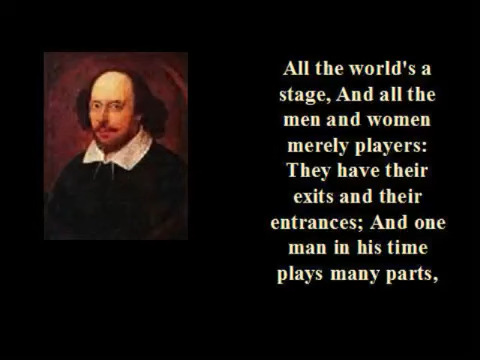 All the world's a
stage, And all the
men and women
merely players:
They have their
exits and their
entrances; And one
man in his time
plays many parts,